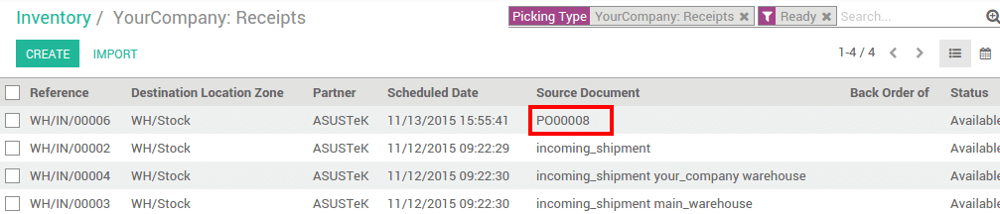 Inventory / YourCompany: Receipts
Picking Type YourCompany: Receipts × Ready × Search...
CREATE IMPORT 1-4 / 4
Reference Destination Location Zone Partner Scheduled Date Source Document Back Order of Status
WH/IN/00006 WH/Stock ASUSTeK 11/13/2015 15:55:41 PO00008 Available
WH/IN/00002 WH/Stock ASUSTeK 11/12/2015 09:22:29 incoming_shipment Available
WH/IN/00004 WH/Stock ASUSTeK 11/12/2015 09:22:30 incoming_shipment your_company warehouse Available
WH/IN/00003 WH/Stock ASUSTeK 11/12/2015 09:22:30 incoming_shipment main_warehouse Available